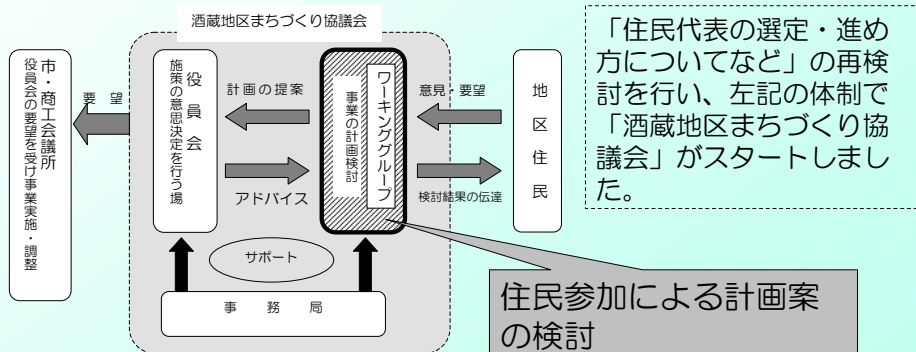 酒蔵地区まちづくり協議会
市・商工会議所
役員会の要望を受け事業実施・調整
要望
役員会
施策の意思決定を行う場
計画の提案
アドバイス
ワーキンググループ
事業の計画検討
意見・要望
検討結果の伝達
地区住民
サポート
事務局
「住民代表の選定・進め
方についてなど」の再検
討を行い、左記の体制で
「酒蔵地区まちづくり協
議会」がスタートしまし
た。
住民参加による計画案
の検討